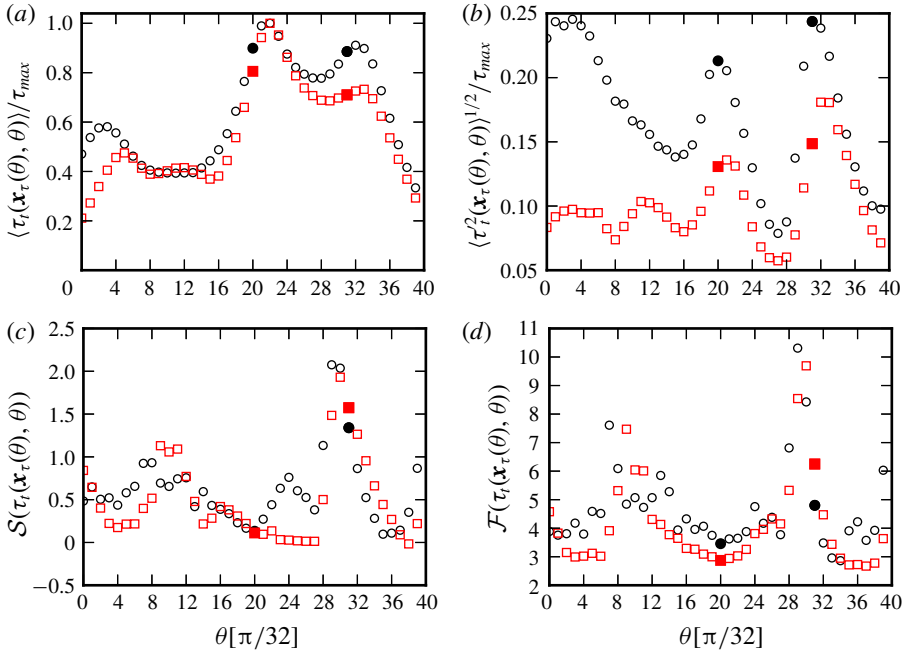 (a)
⟨τ_t(x_τ(θ), θ)⟩/τ_max
1.0
0.8
0.6
0.4
0.2
0 4 8 12 16 20 24 28 32 36 40
(b)
⟨τ′_t²(x_τ(θ), θ)⟩^{1/2}/τ_max
0.25
0.20
0.15
0.10
0.05
0 4 8 12 16 20 24 28 32 36 40
(c)
𝒮(τ_t(x_τ(θ), θ))
2.5
2.0
1.5
1.0
0.5
0
−0.5
0 4 8 12 16 20 24 28 32 36 40
θ[π/32]
(d)
ℱ(τ_t(x_τ(θ), θ))
11
10
9
8
7
6
5
4
3
2
0 4 8 12 16 20 24 28 32 36 40
θ[π/32]